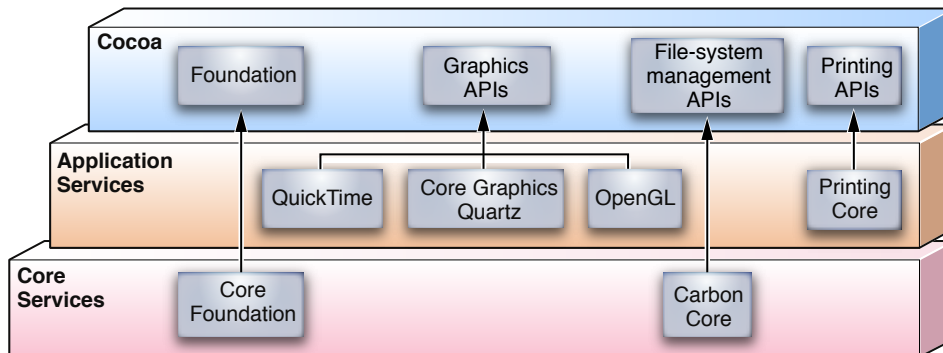 Cocoa
Foundation
Graphics
APIs
File-system
management
APIs
Printing
APIs
Application
Services
QuickTime
Core Graphics
Quartz
OpenGL
Printing
Core
Core
Services
Core
Foundation
Carbon
Core